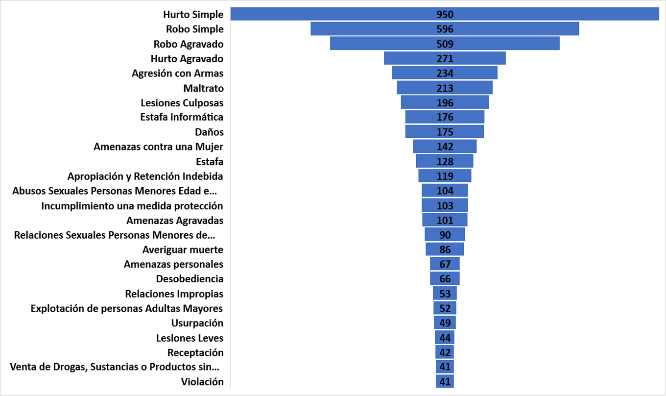 Hurto Simple 950
Robo Simple 596
Robo Agravado 509
Hurto Agravado 271
Agresión con Armas 234
Maltrato 213
Lesiones Culposas 196
Estafa informática 176
Daños 175
Amenazas contra una Mujer 142
Estafa 128
Apropiación y Retención Indebida 119
Abusos Sexuales Personas Menores Edad e... 104
Incumplimiento una medida protección 103
Amenazas Agravadas 101
Relaciones Sexuales Personas Menores de... 90
Averiguar muerte 86
Amenazas personales 67
Desobediencia 66
Relaciones Impropias 53
Explotación de personas Adultas Mayores 52
Usurpación 49
Lesiones Leves 44
Receptación 42
Venta de Drogas, Sustancias o Productos sin... 41
Violación 41